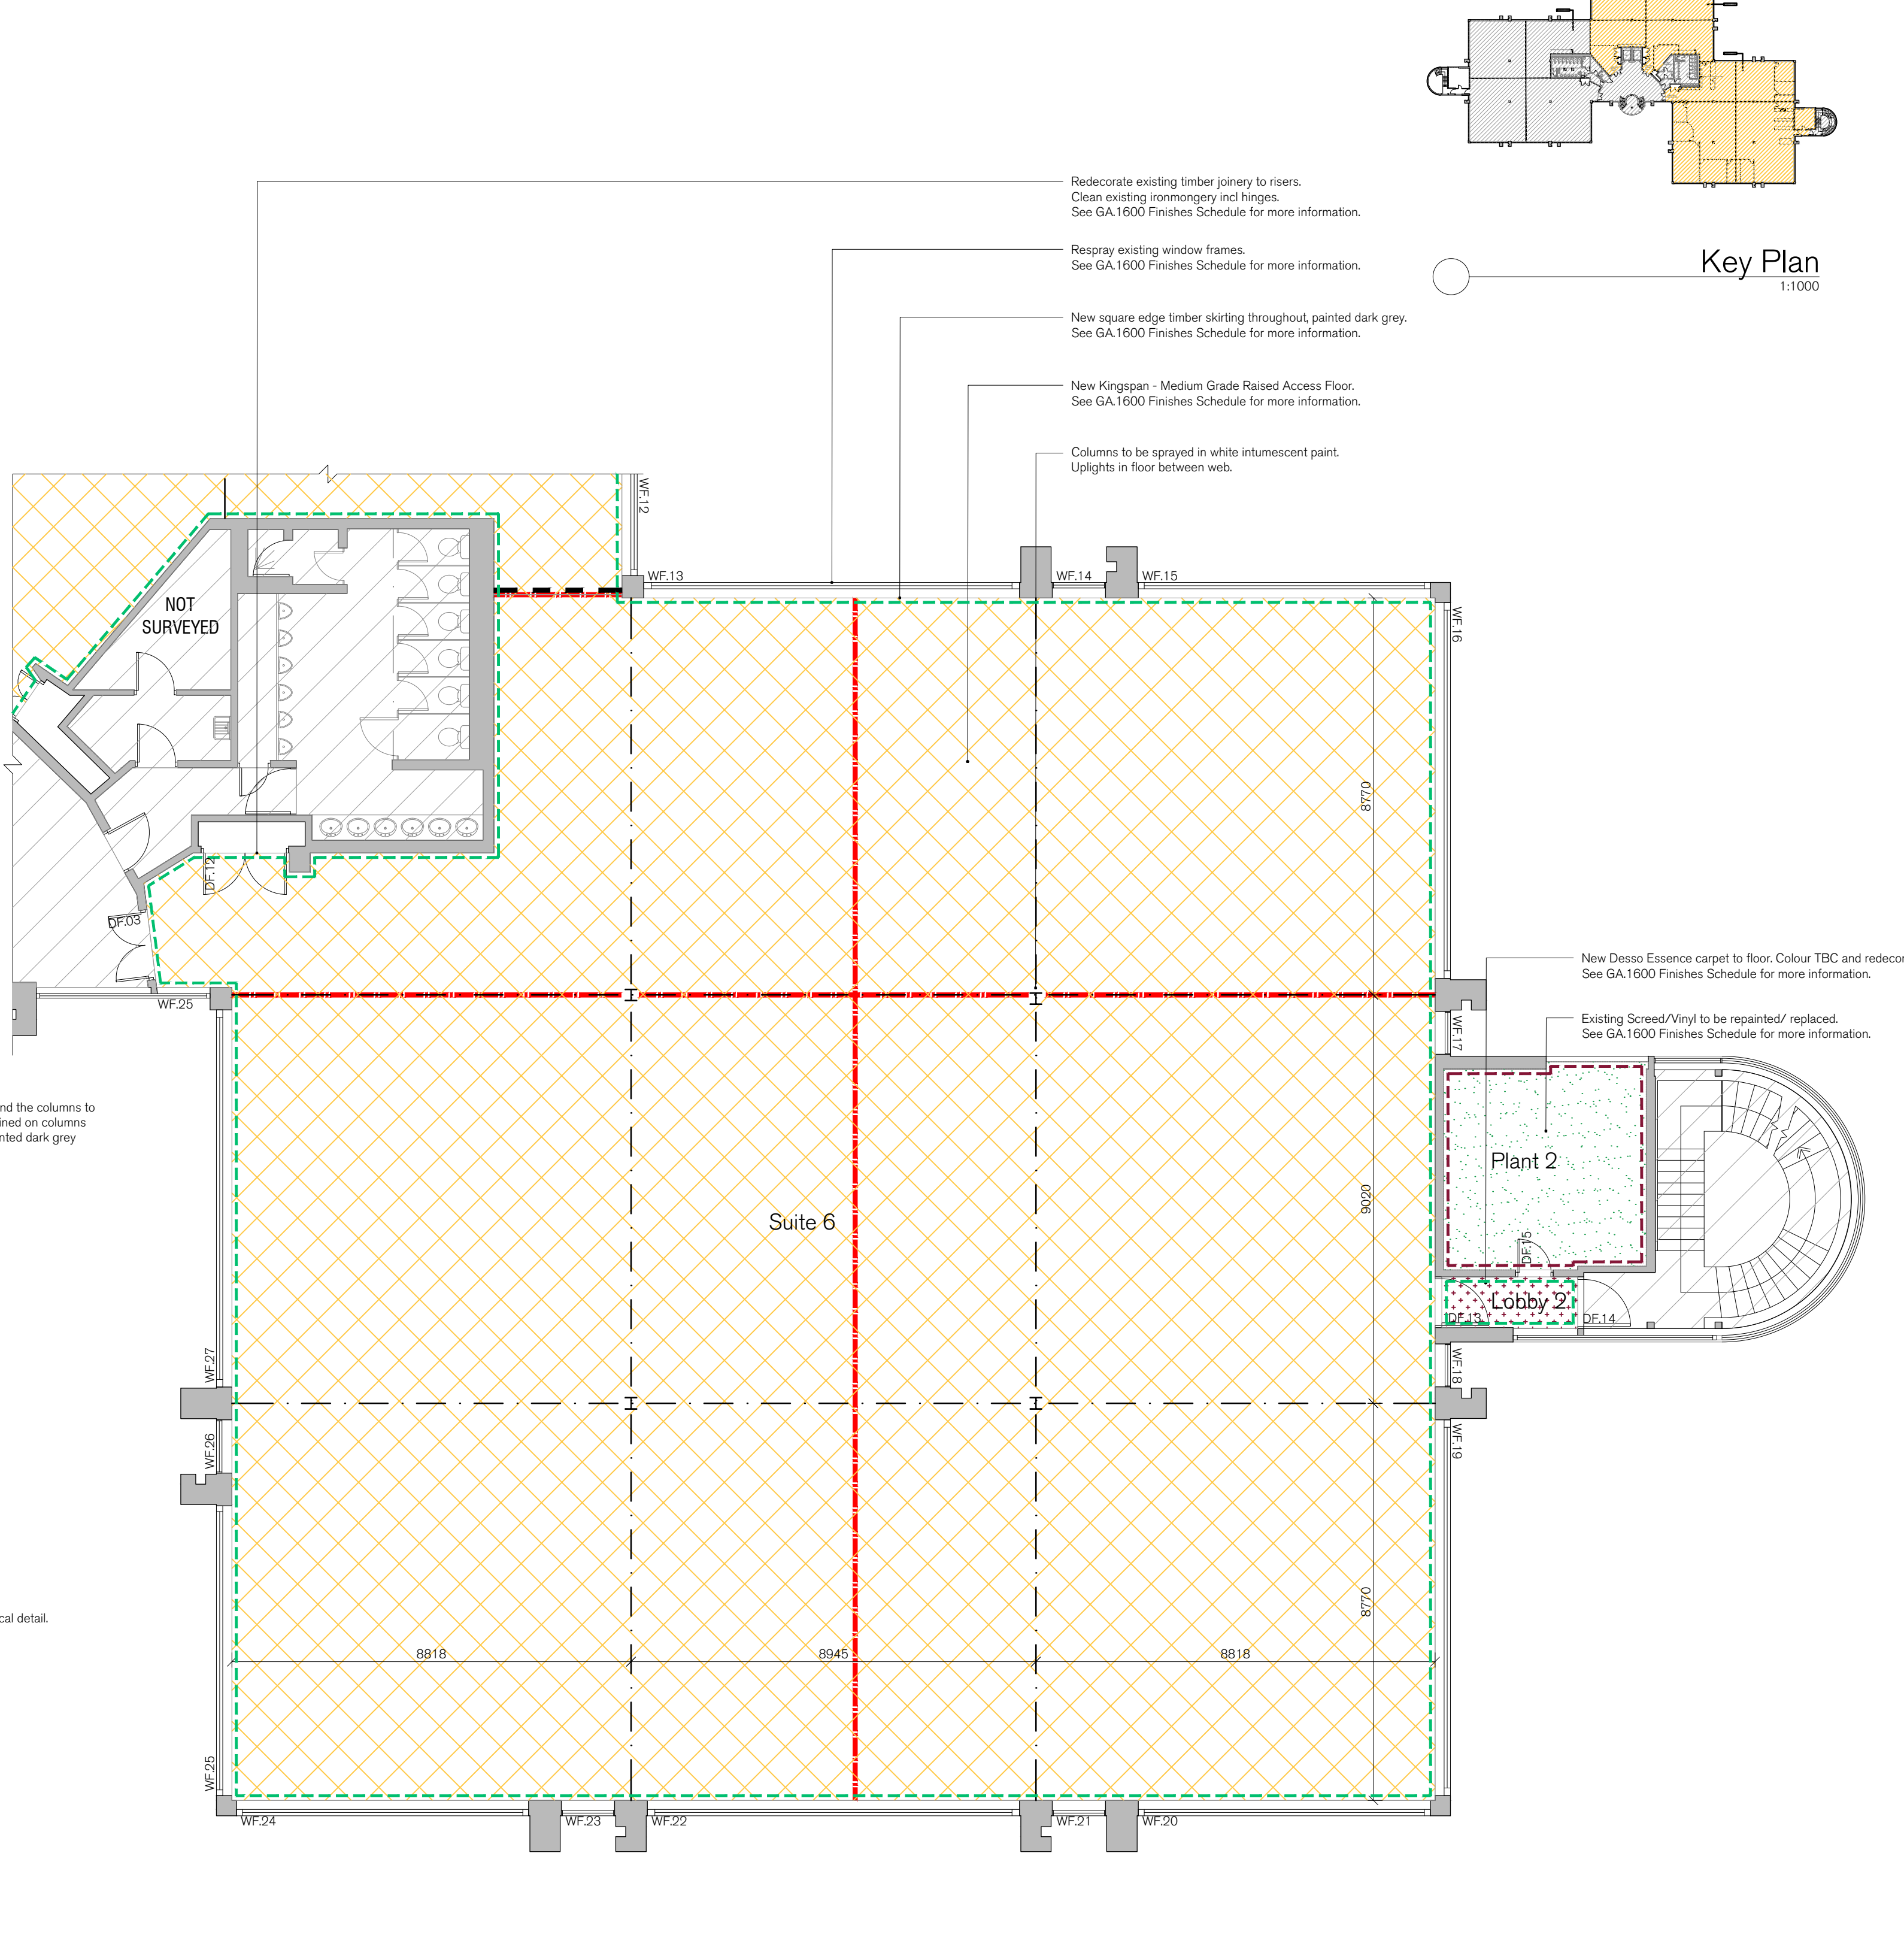 Key Plan
1:1000
Redecorate existing timber joinery to risers.
Clean existing ironmongery incl hinges.
See GA.1600 Finishes Schedule for more information.
Respray existing window frames.
See GA.1600 Finishes Schedule for more information.
New square edge timber skirting throughout, painted dark grey.
See GA.1600 Finishes Schedule for more information.
New Kingspan - Medium Grade Raised Access Floor.
See GA.1600 Finishes Schedule for more information.
Columns to be sprayed in white intumescent paint.
Uplights in floor between web.
WF.12
WF.13
WF.14
WF.15
NOT
SURVEYED
WF.16
8770
DF.12
DF.03
New Desso Essence carpet to floor. Colour TBC and redecor
See GA.1600 Finishes Schedule for more information.
WF.25
Existing Screed/Vinyl to be repainted/ replaced.
See GA.1600 Finishes Schedule for more information.
WF.17
nd the columns to
ined on columns
nted dark grey
Plant 2
9020
Suite 6
DF.15
Lobby 2
DF.13
DF.14
WF.27
WF.18
WF.26
WF.19
8770
cal detail.
8818
8945
8818
WF.25
WF.24
WF.23
WF.22
WF.21
WF.20